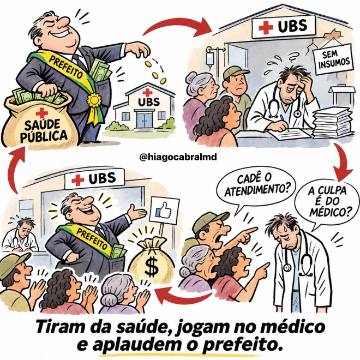 PREFEITO
SAÚDE
PÚBLICA
UBS
UBS
SEM
INSUMOS
@hiagocabralmd
UBS
PREFEITO
$
CADÊ O
ATENDIMENTO?
A CULPA
É DO
MÉDICO?
Tiram da saúde, jogam no médico
e aplaudem o prefeito.